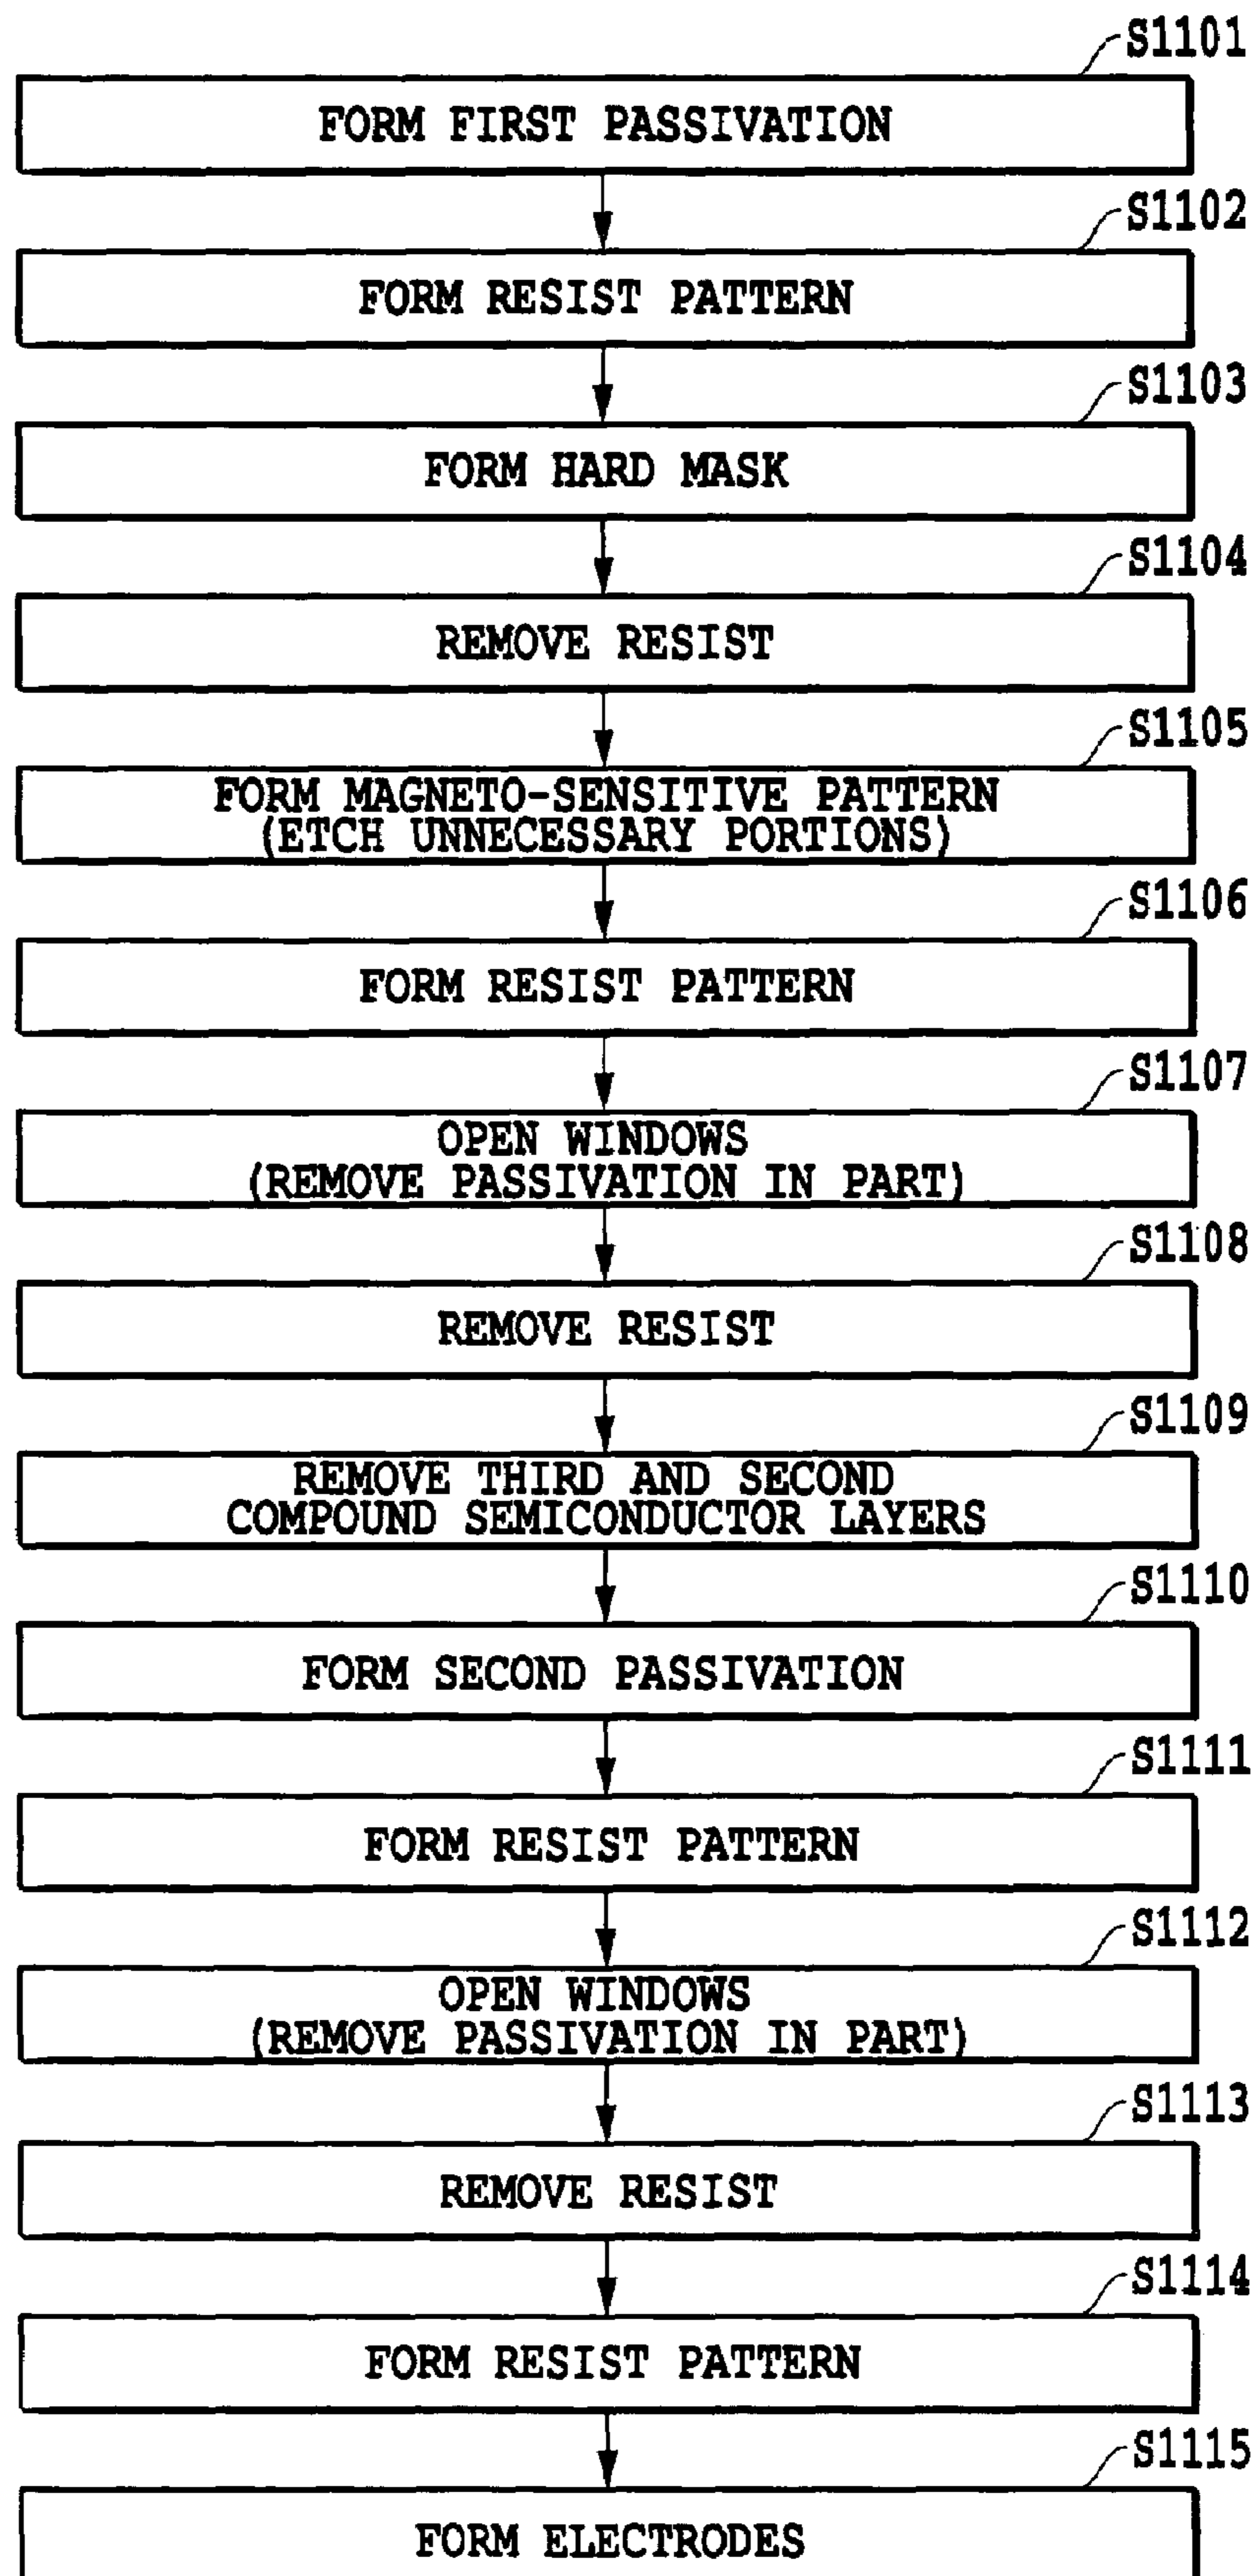 S1101
FORM FIRST PASSIVATION
S1102
FORM RESIST PATTERN
S1103
FORM HARD MASK
S1104
REMOVE RESIST
S1105
FORM MAGNETO-SENSITIVE PATTERN
(ETCH UNNECESSARY PORTIONS)
S1106
FORM RESIST PATTERN
S1107
OPEN WINDOWS
(REMOVE PASSIVATION IN PART)
S1108
REMOVE RESIST
S1109
REMOVE THIRD AND SECOND
COMPOUND SEMICONDUCTOR LAYERS
S1110
FORM SECOND PASSIVATION
S1111
FORM RESIST PATTERN
S1112
OPEN WINDOWS
(REMOVE PASSIVATION IN PART)
S1113
REMOVE RESIST
S1114
FORM RESIST PATTERN
S1115
FORM ELECTRODES